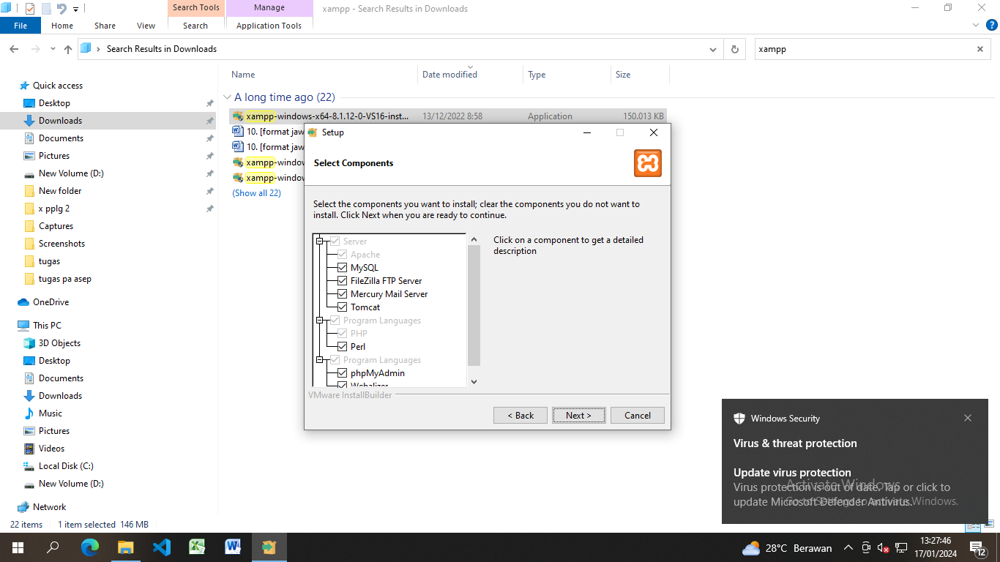 Search Tools
Manage
xampp - Search Results in Downloads
File
Home
Share
View
Search
Application Tools
Search Results in Downloads
xampp
Name
Date modified
Type
Size
Quick access
Desktop
Downloads
Documents
Pictures
New Volume (D:)
New folder
x pplg 2
Captures
Screenshots
tugas
tugas pa asep
OneDrive
This PC
3D Objects
Desktop
Documents
Downloads
Music
Pictures
Videos
Local Disk (C:)
New Volume (D:)
Network
A long time ago (22)
xampp-windows-x64-8.1.12-0-VS16-inst... 13/12/2022 8:58 Application 150.013 KB
10. [format jaw
10. [format jaw
xampp-window
xampp-window
(Show all 22)
Setup
Select Components
Select the components you want to install; clear the components you do not want to
install. Click Next when you are ready to continue.
Server
Apache
MySQL
FileZilla FTP Server
Mercury Mail Server
Tomcat
Program Languages
PHP
Perl
Program Languages
phpMyAdmin
Webalizer
Click on a component to get a detailed
description
VMware InstallBuilder
< Back
Next >
Cancel
Windows Security
Virus & threat protection
Update virus protection
Virus protection is out of date. Tap or click to
update Microsoft Defender Antivirus.
Activate Windows
Go to Settings to activate Windows.
22 items
1 item selected 146 MB
28°C Berawan
13:27:46
17/01/2024
12